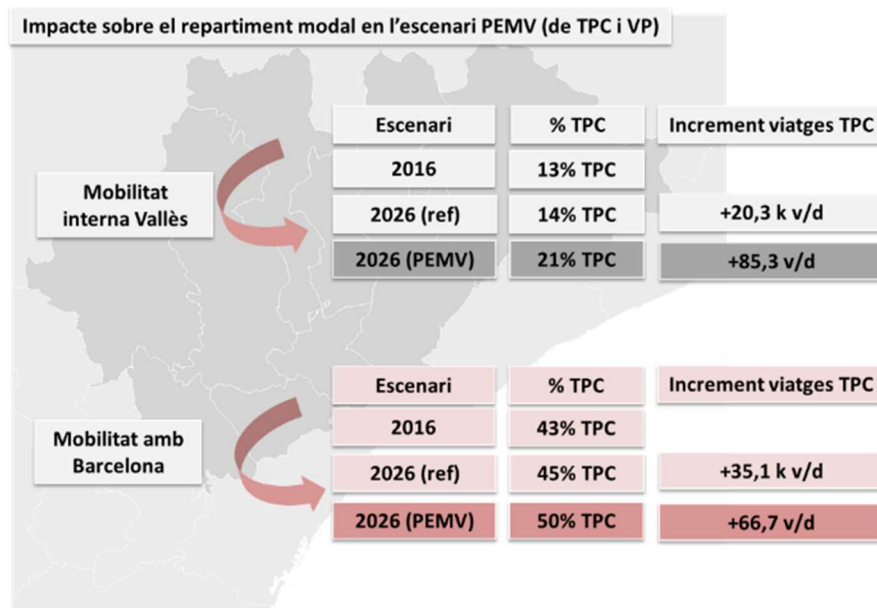 Impacte sobre el repartiment modal en l'escenari PEMV (de TPC i VP)
Escenari % TPC Increment viatges TPC
2016 13% TPC
Mobilitat
interna Vallès
2026 (ref) 14% TPC +20,3 k v/d
2026 (PEMV) 21% TPC +85,3 v/d
Escenari % TPC Increment viatges TPC
2016 43% TPC
Mobilitat amb
Barcelona
2026 (ref) 45% TPC +35,1 k v/d
2026 (PEMV) 50% TPC +66,7 v/d